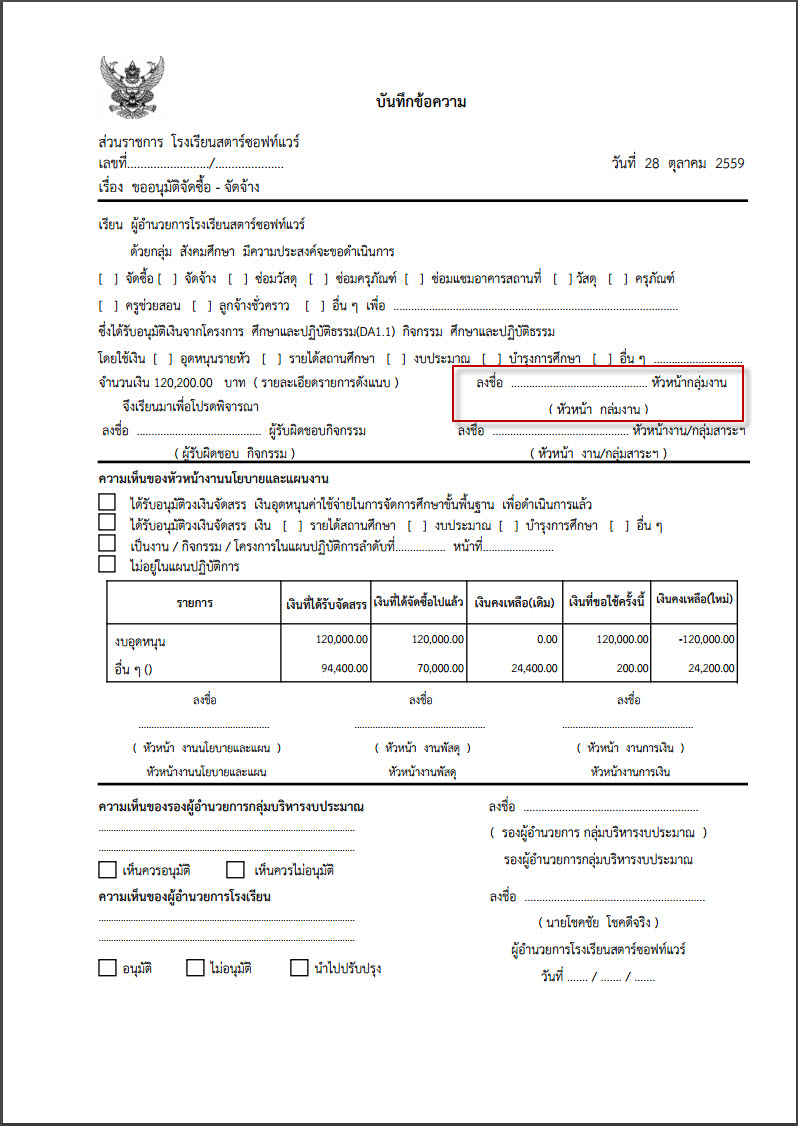 บันทึกข้อความ
ส่วนราชการ โรงเรียนสตาร์ซอฟท์แวร์
เลขที่........................./.....................
วันที่ 28 ตุลาคม 2559
เรื่อง ขออนุมัติจัดซื้อ - จัดจ้าง
เรียน ผู้อำนวยการโรงเรียนสตาร์ซอฟท์แวร์
ด้วยกลุ่ม สังคมศึกษา มีความประสงค์จะขอดำเนินการ
[ ] จัดซื้อ [ ] จัดจ้าง [ ] ซ่อมวัสดุ [ ] ซ่อมครุภัณฑ์ [ ] ซ่อมแซมอาคารสถานที่ [ ] วัสดุ [ ] ครุภัณฑ์
[ ] ครูช่วยสอน [ ] ลูกจ้างชั่วคราว [ ] อื่น ๆ เพื่อ ......................................................................................
ซึ่งได้รับอนุมัติเงินจากโครงการ ศึกษาและปฏิบัติธรรม(DA1.1) กิจกรรม ศึกษาและปฏิบัติธรรม
โดยใช้เงิน [ ] อุดหนุนรายหัว [ ] รายได้สถานศึกษา [ ] งบประมาณ [ ] บำรุงการศึกษา [ ] อื่น ๆ ...........................
จำนวนเงิน 120,200.00 บาท ( รายละเอียดรายการดังแนบ )
ลงชื่อ .......................................... หัวหน้ากลุ่มงาน
จึงเรียนมาเพื่อโปรดพิจารณา
( หัวหน้า กลุ่มงาน )
ลงชื่อ ...................................... ผู้รับผิดชอบกิจกรรม
ลงชื่อ .......................................... หัวหน้างาน/กลุ่มสาระฯ
( ผู้รับผิดชอบ กิจกรรม )
( หัวหน้า งาน/กลุ่มสาระฯ )
ความเห็นของหัวหน้างานนโยบายและแผนงาน
ได้รับอนุมัติวงเงินจัดสรร เงินอุดหนุนค่าใช้จ่ายในการจัดการศึกษาขั้นพื้นฐาน เพื่อดำเนินการแล้ว
ได้รับอนุมัติวงเงินจัดสรร เงิน [ ] รายได้สถานศึกษา [ ] งบประมาณ [ ] บำรุงการศึกษา [ ] อื่น ๆ
เป็นงาน / กิจกรรม / โครงการในแผนปฏิบัติการลำดับที่................ หน้าที่......................
ไม่อยู่ในแผนปฏิบัติการ
รายการ เงินที่ได้รับจัดสรร เงินที่ได้จัดซื้อไปแล้ว เงินคงเหลือ(เดิม) เงินที่ขอใช้ครั้งนี้ เงินคงเหลือ(ใหม่)
งบอุดหนุน 120,000.00 120,000.00 0.00 120,000.00 -120,000.00
อื่น ๆ () 94,400.00 70,000.00 24,400.00 200.00 24,200.00
ลงชื่อ ลงชื่อ ลงชื่อ
........................................ ........................................ ........................................
( หัวหน้า งานนโยบายและแผน ) ( หัวหน้า งานพัสดุ ) ( หัวหน้า งานการเงิน )
หัวหน้างานนโยบายและแผน หัวหน้างานพัสดุ หัวหน้างานการเงิน
ความเห็นของรองผู้อำนวยการกลุ่มบริหารงบประมาณ
ลงชื่อ ......................................................
...............................................................................
( รองผู้อำนวยการ กลุ่มบริหารงบประมาณ )
...............................................................................
รองผู้อำนวยการกลุ่มบริหารงบประมาณ
เห็นควรอนุมัติ เห็นควรไม่อนุมัติ
ความเห็นของผู้อำนวยการโรงเรียน
ลงชื่อ ......................................................
...............................................................................
( นายโชคชัย โชคดีจริง )
...............................................................................
ผู้อำนวยการโรงเรียนสตาร์ซอฟท์แวร์
อนุมัติ ไม่อนุมัติ นำไปปรับปรุง
วันที่ ....... / ....... / .......